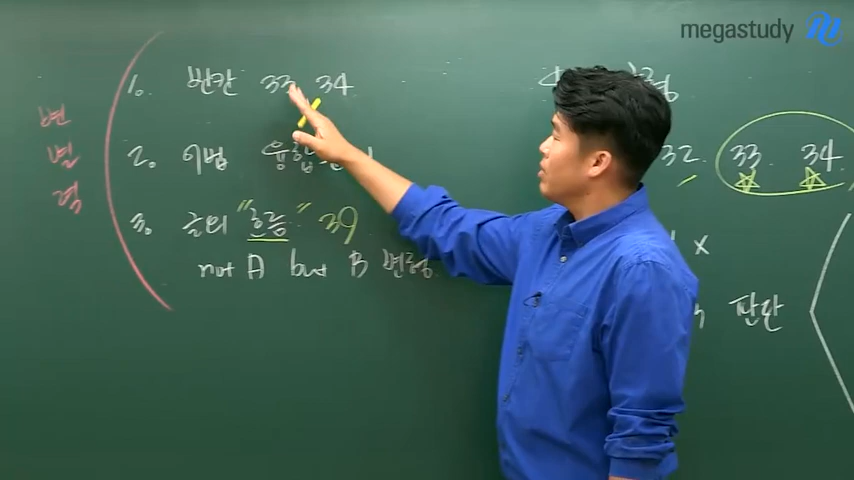 megastudy
변별력
1. 빈칸 33 34
2. 어법
3. 글의 "흐름" 39
not A but B 변형
32. 33. 34
x
판단